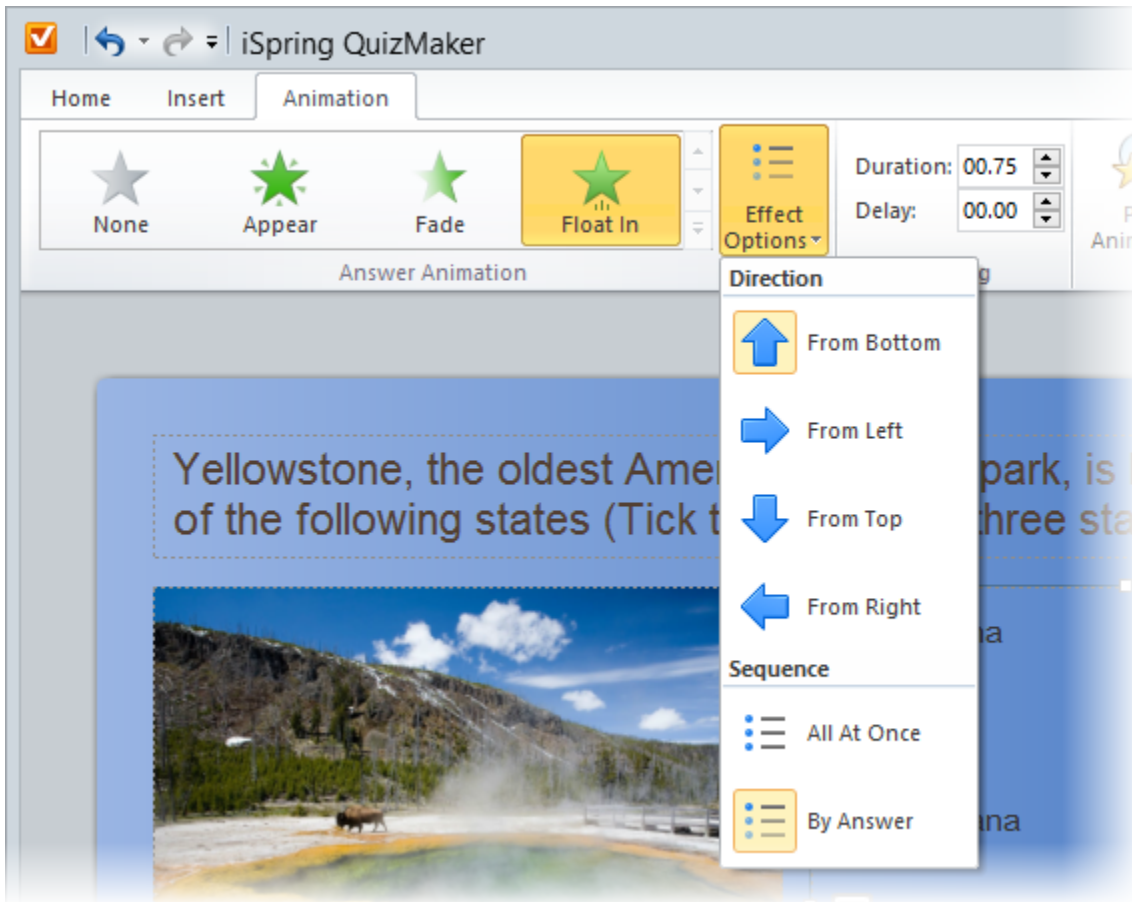 iSpring QuizMaker
Home Insert Animation
None Appear Fade Float In
Effect Options
Duration: 00.75
Delay: 00.00
Answer Animation
Direction
From Bottom
From Left
From Top
From Right
Sequence
All At Once
By Answer
Yellowstone, the oldest park, is
of the following states (Tick three